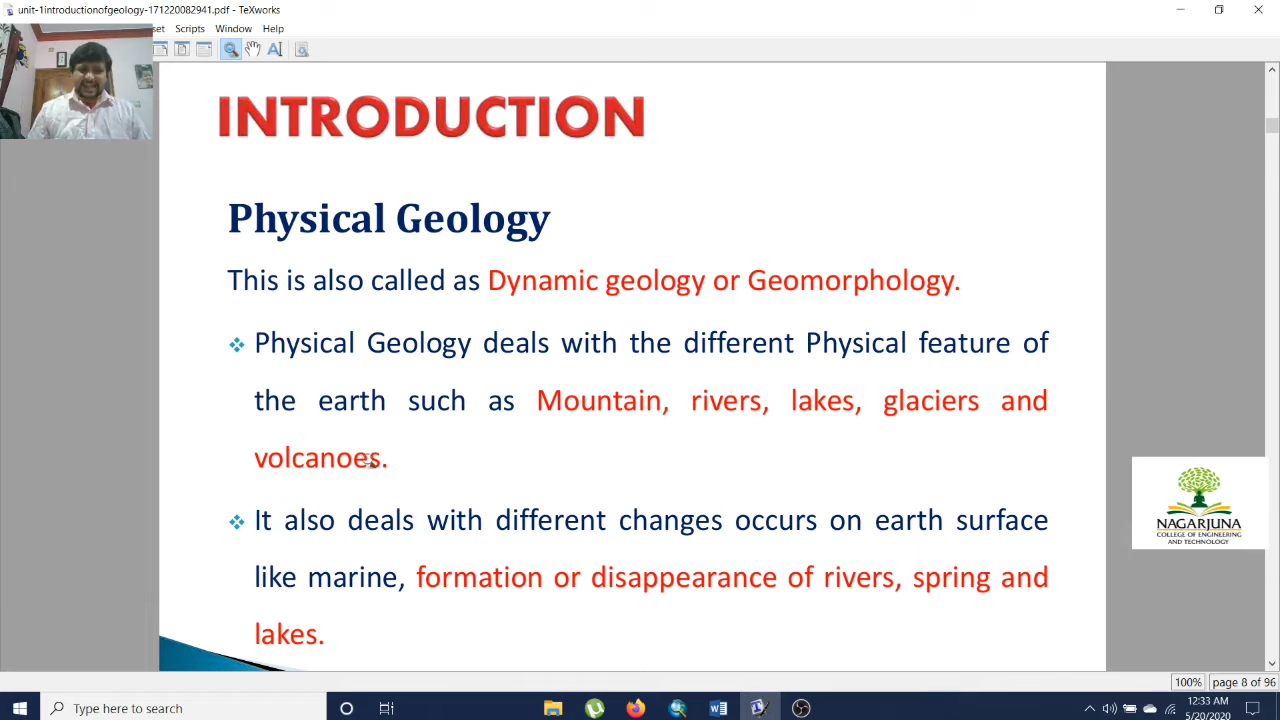 unit-1introductionofgeology-171220082941.pdf - TeXworks
set Scripts Window Help
INTRODUCTION
Physical Geology
This is also called as Dynamic geology or Geomorphology.
Physical Geology deals with the different Physical feature of
the earth such as Mountain, rivers, lakes, glaciers and
volcanoes.
It also deals with different changes occurs on earth surface
like marine, formation or disappearance of rivers, spring and
lakes.
NAGARJUNA
COLLEGE OF ENGINEERING
AND TECHNOLOGY
100% page 8 of 96
Type here to search
12:33 AM
5/20/2020